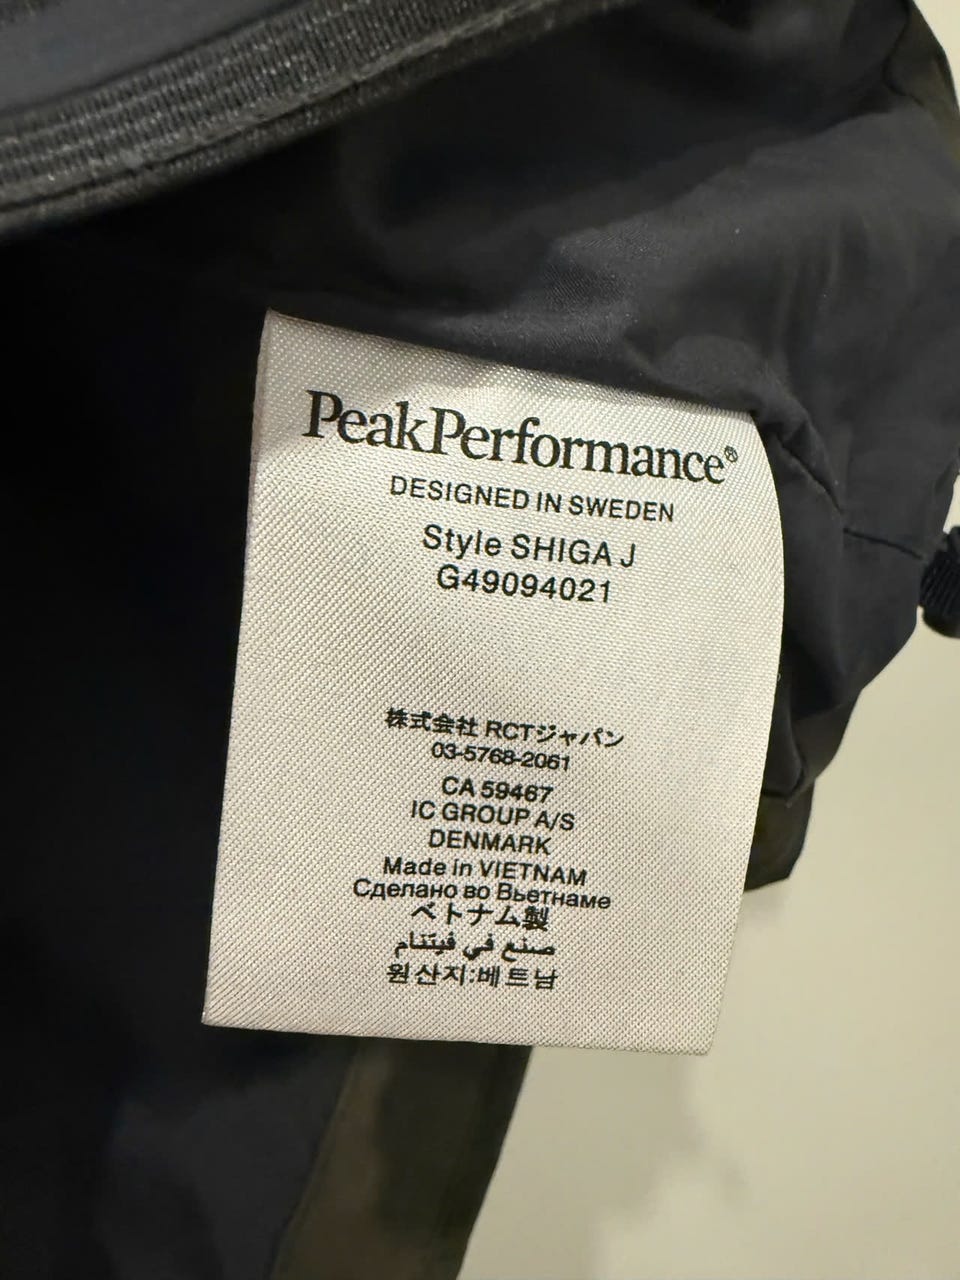 PeakPerformance®
DESIGNED IN SWEDEN
Style SHIGA J
G49094021
株式会社 RCTジャパン
03-5768-2061
CA 59467
IC GROUP A/S
DENMARK
Made in VIETNAM
Сделано во Вьетнаме
ベトナム製
صنع في فيتنام
원산지:베트남